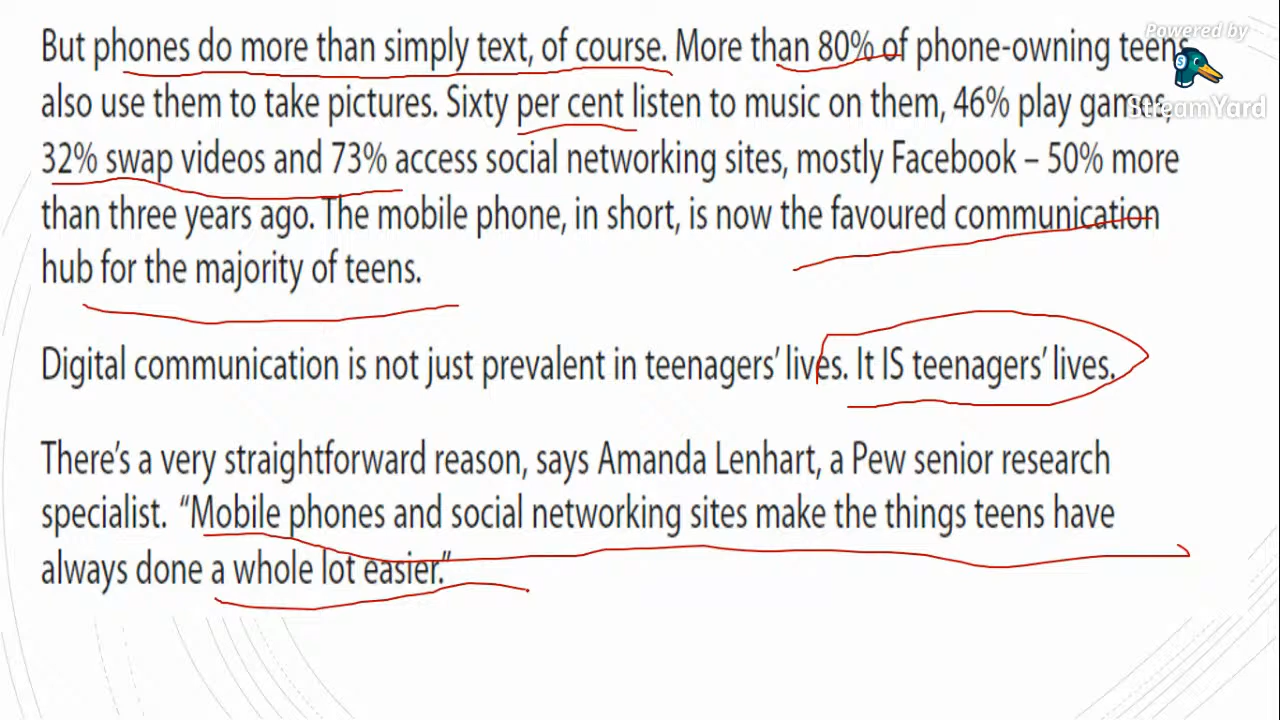 Powered by
But phones do more than simply text, of course. More than 80% of phone-owning teens
also use them to take pictures. Sixty per cent listen to music on them, 46% play games,
StreamYard
32% swap videos and 73% access social networking sites, mostly Facebook – 50% more
than three years ago. The mobile phone, in short, is now the favoured communication
hub for the majority of teens.
Digital communication is not just prevalent in teenagers’ lives. It IS teenagers’ lives.
There’s a very straightforward reason, says Amanda Lenhart, a Pew senior research
specialist. “Mobile phones and social networking sites make the things teens have
always done a whole lot easier.”